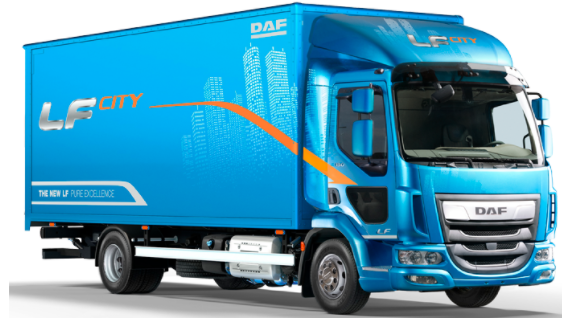 DAF
LF CITY
LF CITY
THE NEW LF PURE EXCELLENCE
DAF
LF